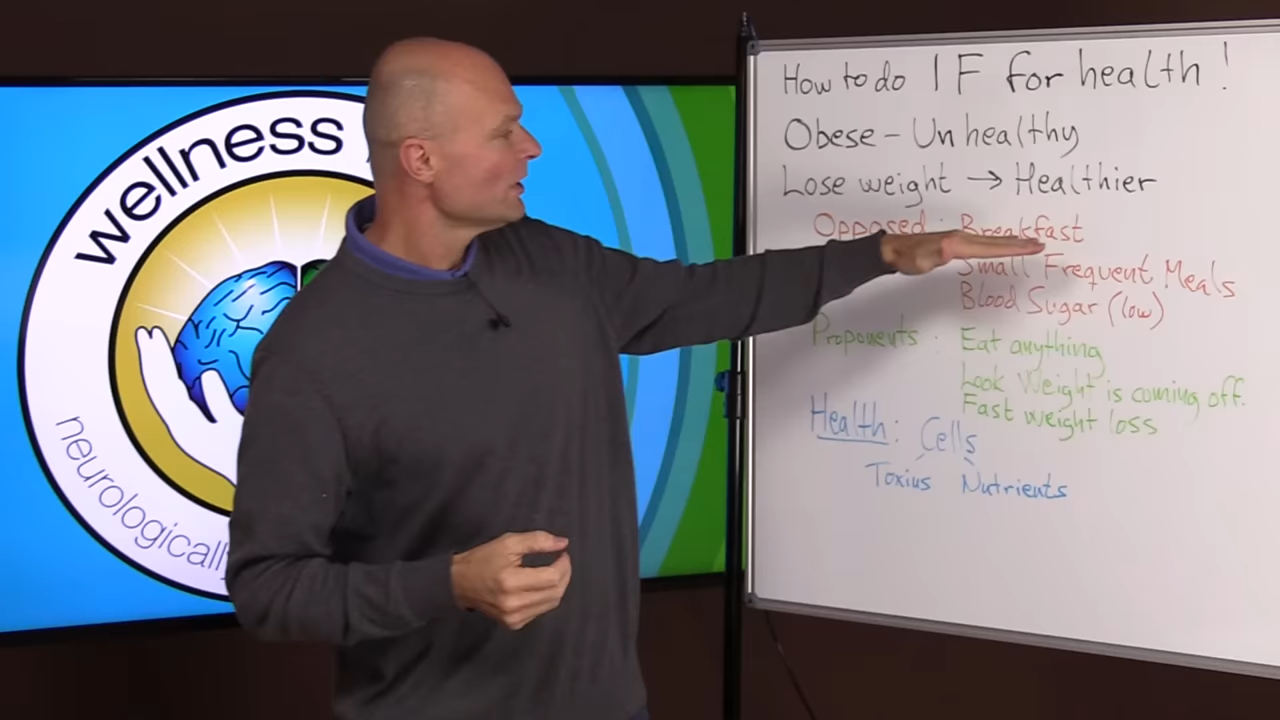 wellness
neurologically
How to do IF for health!
Obese - Unhealthy
Lose weight → Healthier
Opposed: Breakfast
Small Frequent Meals
Blood Sugar (low)
Proponents: Eat anything
Look Weight is coming off.
Fast weight loss
Health: Cells
Toxius Nutrients